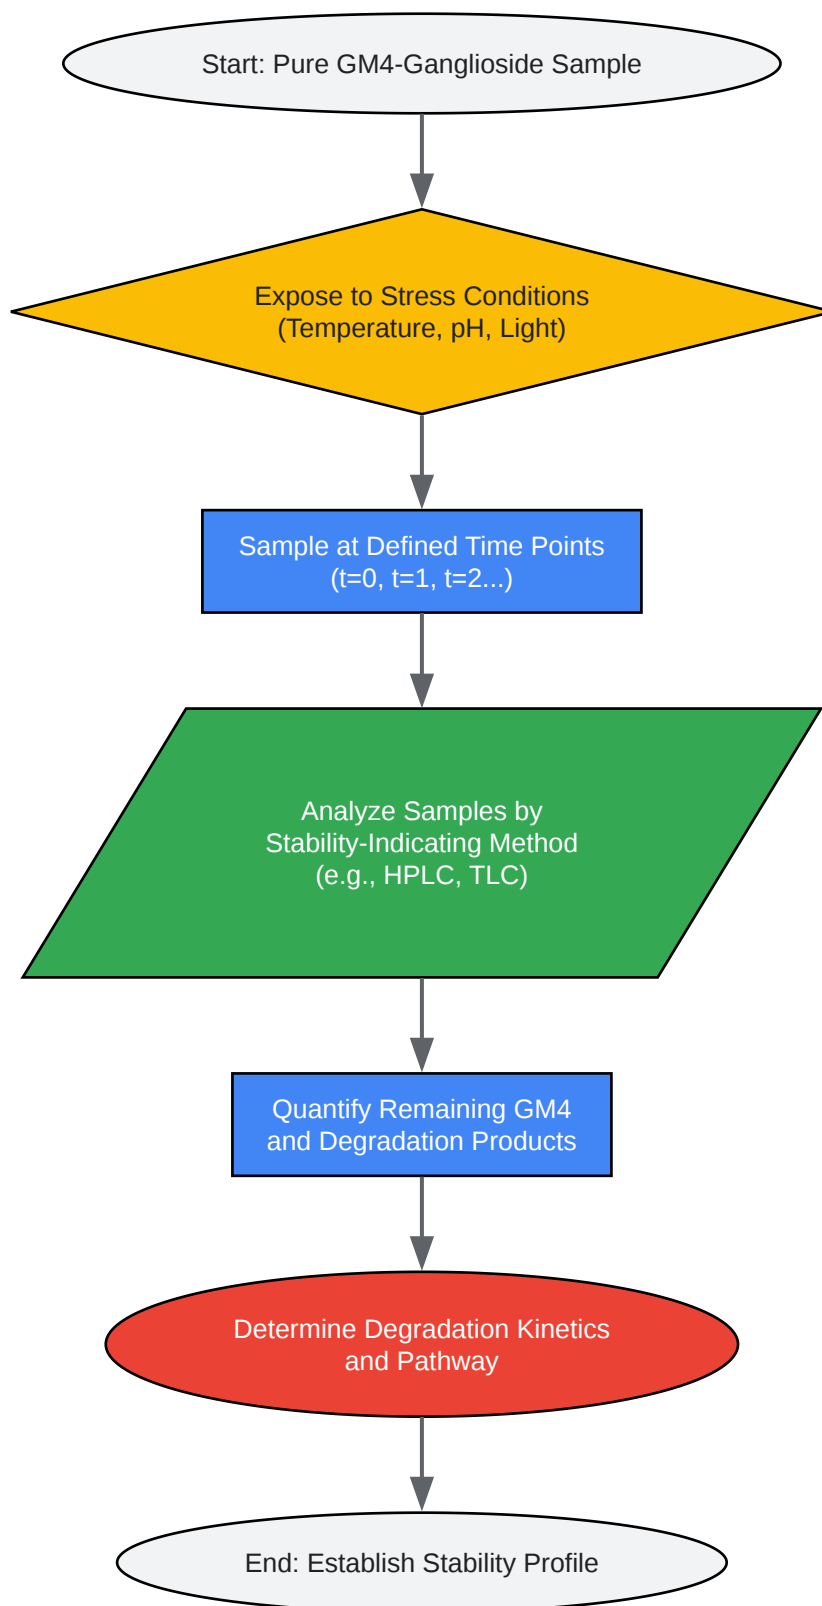 Start: Pure GM4-Ganglioside Sample
Expose to Stress Conditions
(Temperature, pH, Light)
Sample at Defined Time Points
(t=0, t=1, t=2...)
Analyze Samples by
Stability-Indicating Method
(e.g., HPLC, TLC)
Quantify Remaining GM4
and Degradation Products
Determine Degradation Kinetics
and Pathway
End: Establish Stability Profile